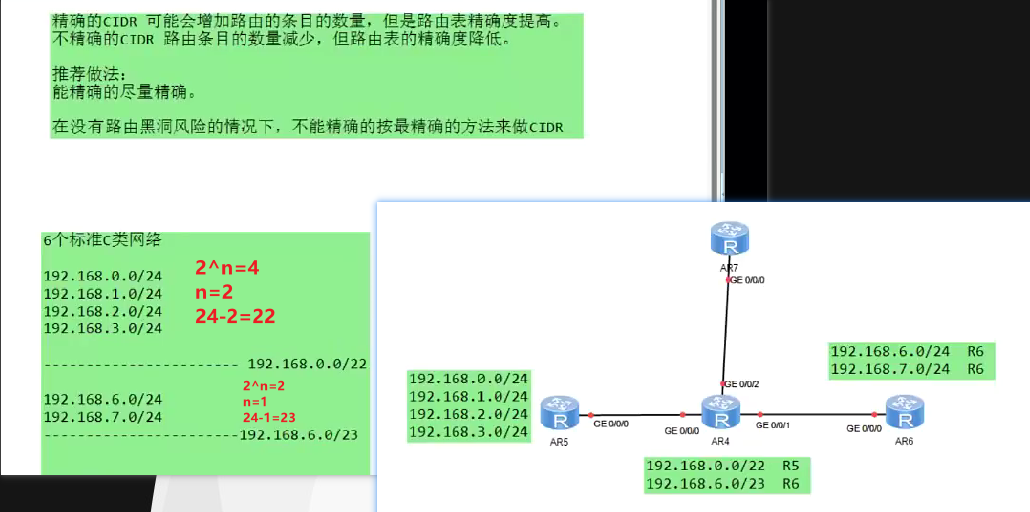 精确的CIDR 可能会增加路由的条目的数量，但是路由表精确度提高。
不精确的CIDR 路由条目的数量减少，但路由表的精确度降低。
推荐做法：
能精确的尽量精确。
在没有路由黑洞风险的情况下，不能精确的按最精确的方法来做CIDR
6个标准C类网络
192.168.0.0/24
192.168.1.0/24
192.168.2.0/24
192.168.3.0/24
2^n=4
n=2
24-2=22
----------------------- 192.168.0.0/22
192.168.6.0/24
192.168.7.0/24
2^n=2
n=1
24-1=23
-----------------------192.168.6.0/23
R
AR7
GE 0/0/0
192.168.6.0/24 R6
192.168.7.0/24 R6
192.168.0.0/24
192.168.1.0/24
192.168.2.0/24
192.168.3.0/24
GE 0/0/2
R
AR5
GE 0/0/0
GE 0/0/0
R
AR4
GE 0/0/1
GE 0/0/0
R
AR6
192.168.0.0/22 R5
192.168.6.0/23 R6